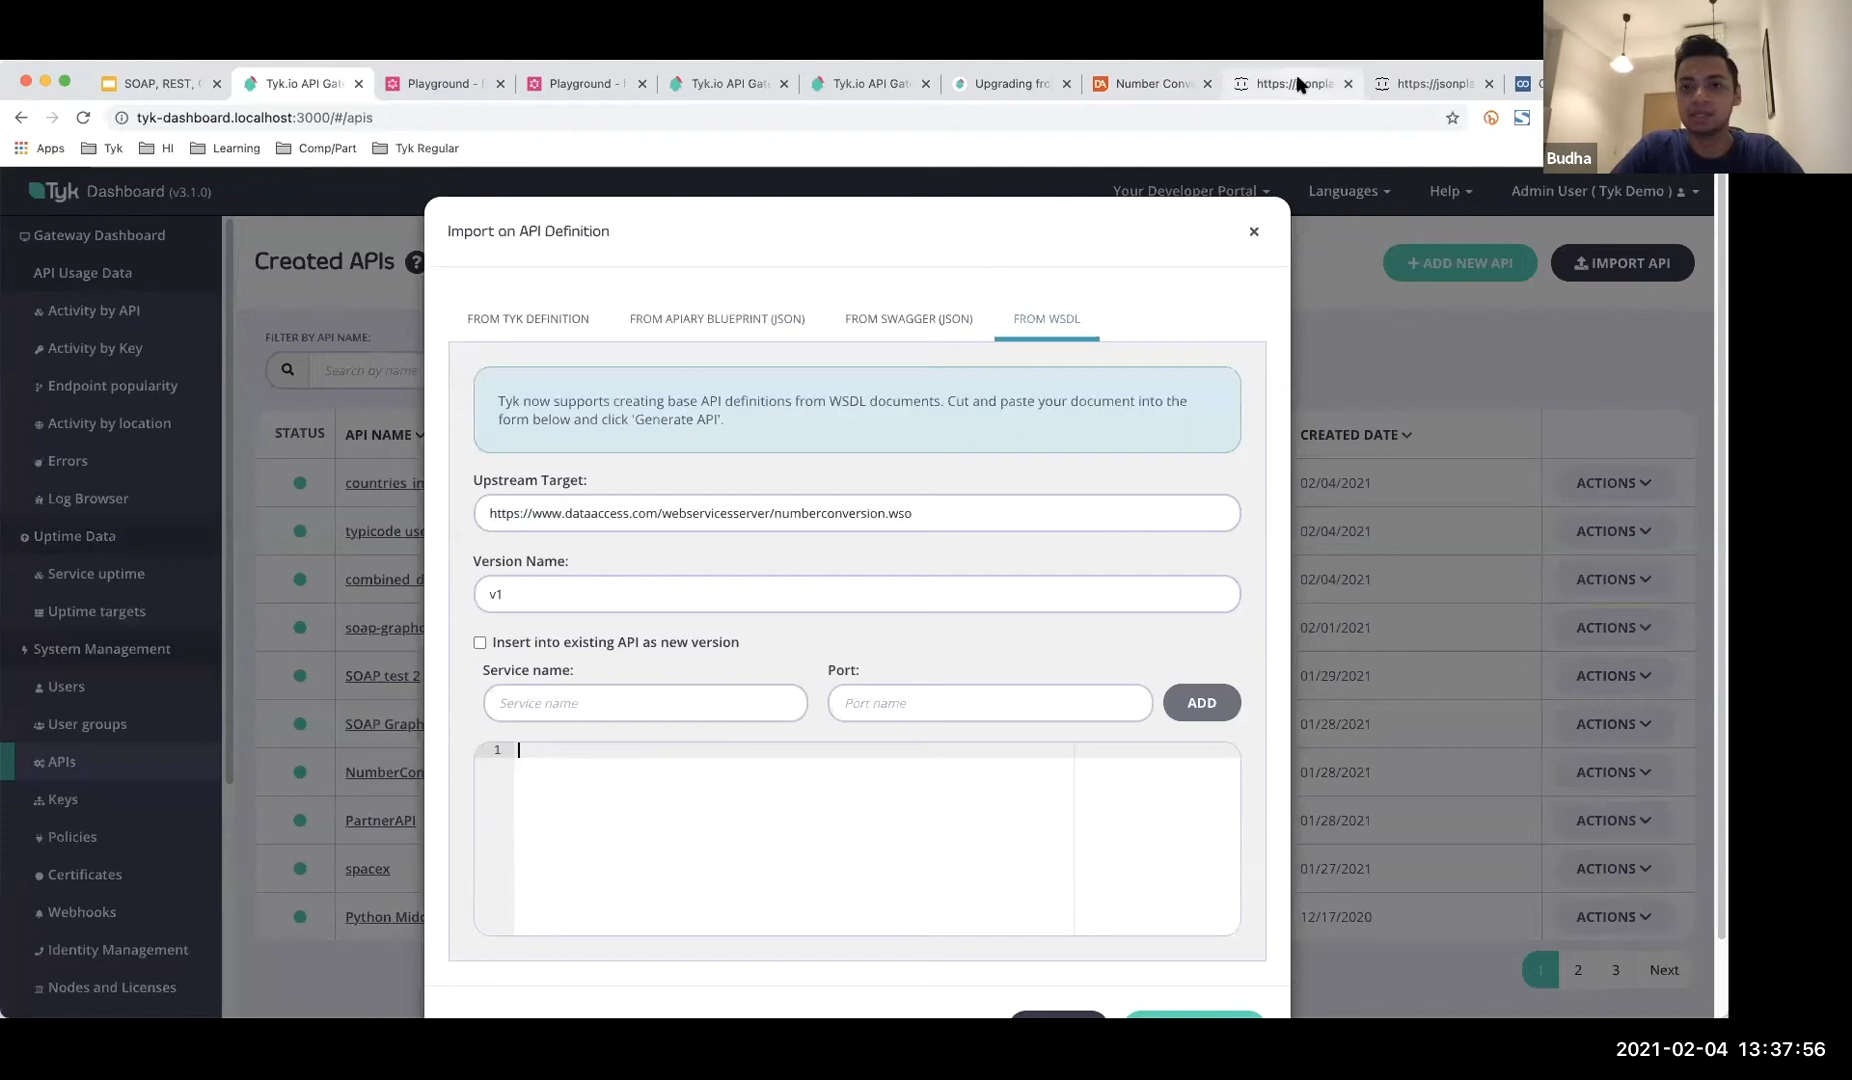 SOAP, REST,
Tyk.io API Gat
Playground -
Playground -
Tyk.io API Gat
Tyk.io API Gat
Upgrading fro
Number Conv
https://jsonpla
tyk-dashboard.localhost:3000/#/apis
Apps
Tyk
HI
Learning
Comp/Part
Tyk Regular
Budha
Tyk Dashboard (v3.1.0)
Your Developer Portal
Languages
Help
Admin User ( Tyk Demo )
Gateway Dashboard
API Usage Data
Activity by API
Activity by Key
Endpoint popularity
Activity by location
Errors
Log Browser
Uptime Data
Service uptime
Uptime targets
System Management
Users
User groups
APIs
Keys
Policies
Certificates
Webhooks
Identity Management
Nodes and Licenses
Created APIs ?
+ ADD NEW API
IMPORT API
FILTER BY API NAME:
Search by name
STATUS
API NAME
CREATED DATE
countries_in
02/04/2021
ACTIONS
typicode use
02/04/2021
ACTIONS
combined_d
02/04/2021
ACTIONS
soap-graphq
02/01/2021
ACTIONS
SOAP test 2
01/29/2021
ACTIONS
SOAP Graph
01/28/2021
ACTIONS
NumberCon
01/28/2021
ACTIONS
PartnerAPI
01/28/2021
ACTIONS
spacex
01/27/2021
ACTIONS
Python Midd
12/17/2020
ACTIONS
1 2 3 Next
Import an API Definition
FROM TYK DEFINITION
FROM APIARY BLUEPRINT (JSON)
FROM SWAGGER (JSON)
FROM WSDL
Tyk now supports creating base API definitions from WSDL documents. Cut and paste your document into the
form below and click 'Generate API'.
Upstream Target:
https://www.dataaccess.com/webservicesserver/numberconversion.wso
Version Name:
v1
Insert into existing API as new version
Service name:
Port:
Service name
Port name
ADD
1
2021-02-04 13:37:56